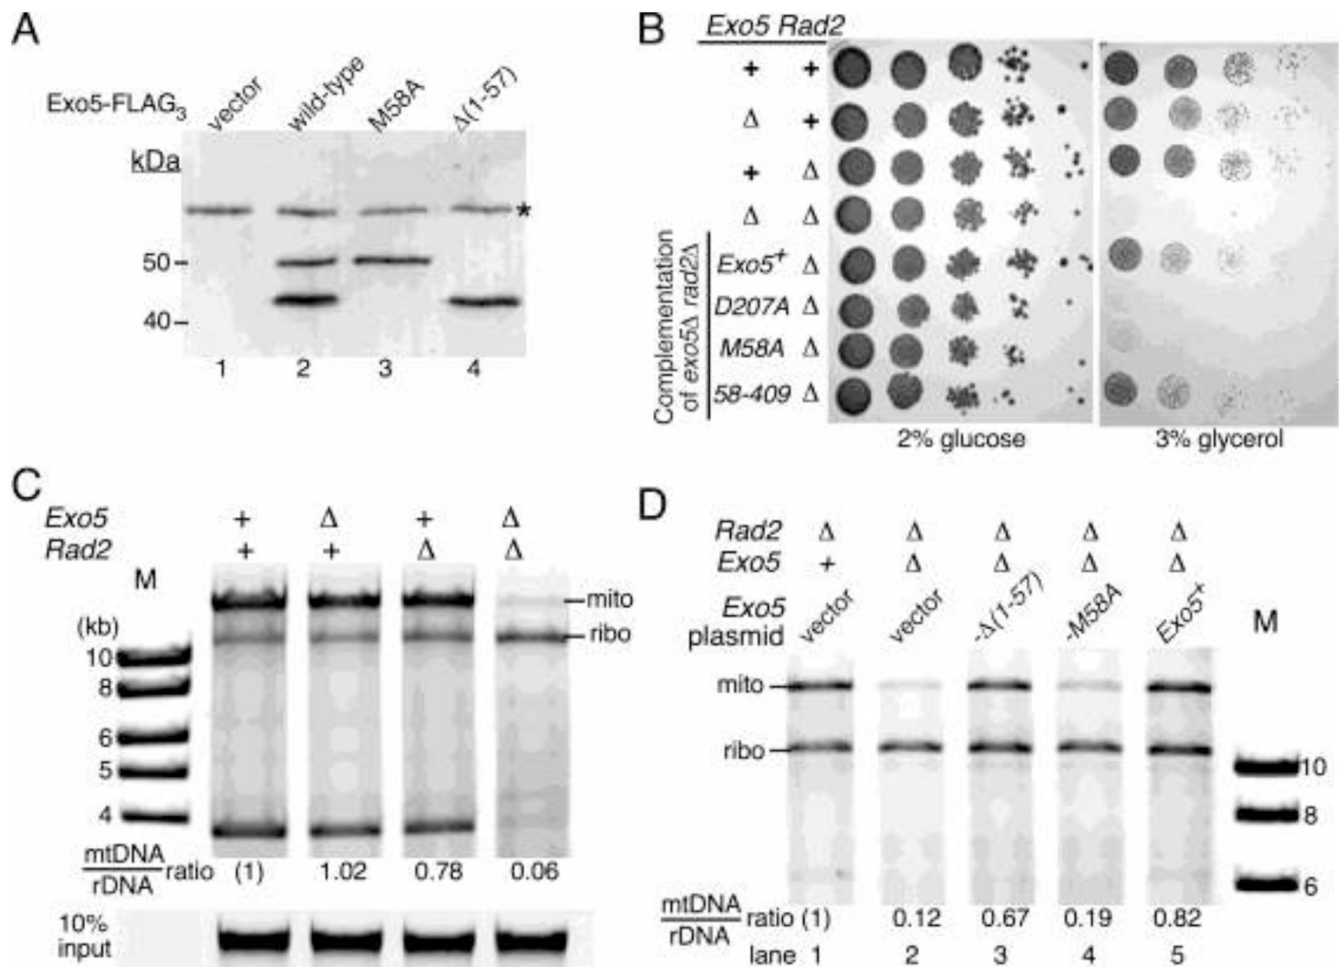 A
Exo5-FLAG3
vector
wild-type
M58A
Δ(1-57)
kDa
*
50
40
1 2 3 4
B
Exo5 Rad2
+ +
Δ +
+ Δ
Δ Δ
Complementation
of exo5Δ rad2Δ
Exo5+ Δ
D207A Δ
M58A Δ
58-409 Δ
2% glucose 3% glycerol
C
Exo5 + Δ + Δ
Rad2 + + Δ Δ
M
mito
(kb)
ribo
10
8
6
5
4
mtDNA
rDNA
ratio (1) 1.02 0.78 0.06
10%
input
D
Rad2 Δ Δ Δ Δ Δ
Exo5 + Δ Δ Δ Δ
Exo5
plasmid
vector
vector
-Δ(1-57)
-M58A
Exo5+
M
mito
ribo
10
8
6
mtDNA
rDNA
ratio (1) 0.12 0.67 0.19 0.82
lane 1 2 3 4 5